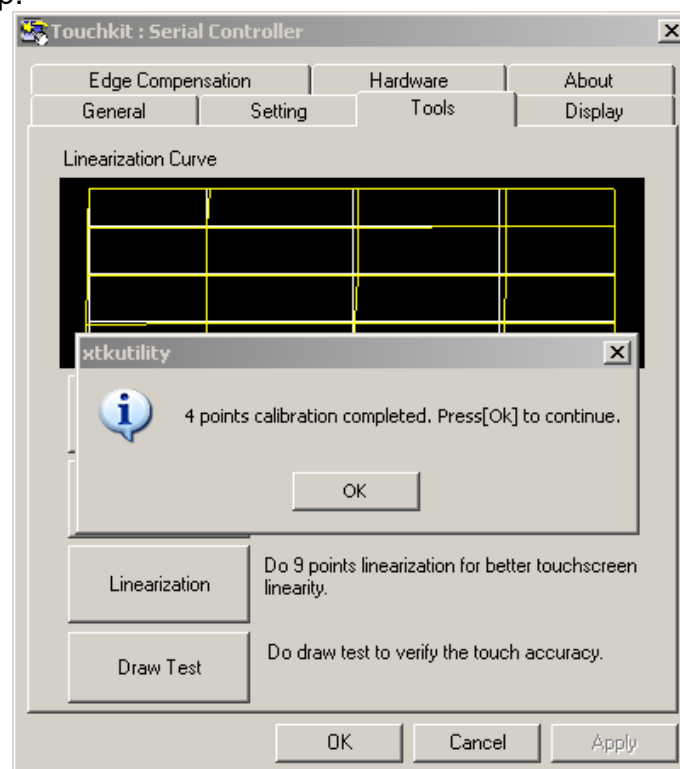 p.
Touchkit : Serial Controller
Edge Compensation Hardware About
General Setting Tools Display
Linearization Curve
xtkutility
4 points calibration completed. Press[Ok] to continue.
OK
Linearization
Do 9 points linearization for better touchscreen
linearity.
Draw Test
Do draw test to verify the touch accuracy.
OK Cancel Apply